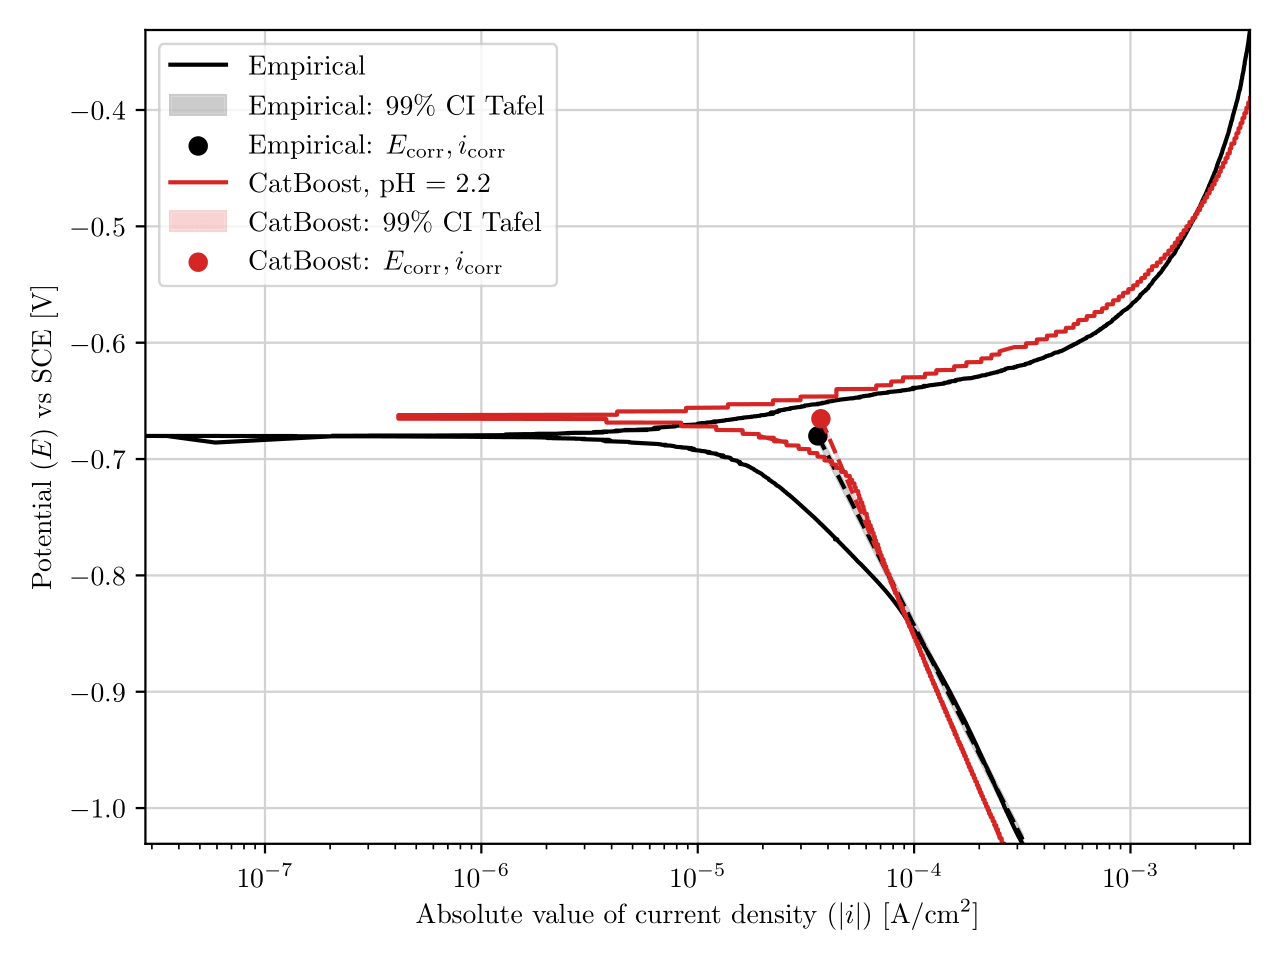 Empirical
Empirical: 99% CI Tafel
Empirical: E_corr, i_corr
CatBoost, pH = 2.2
CatBoost: 99% CI Tafel
CatBoost: E_corr, i_corr
Potential (E) vs SCE [V]
−0.4
−0.5
−0.6
−0.7
−0.8
−0.9
−1.0
10⁻⁷ 10⁻⁶ 10⁻⁵ 10⁻⁴ 10⁻³
Absolute value of current density (|i|) [A/cm²]